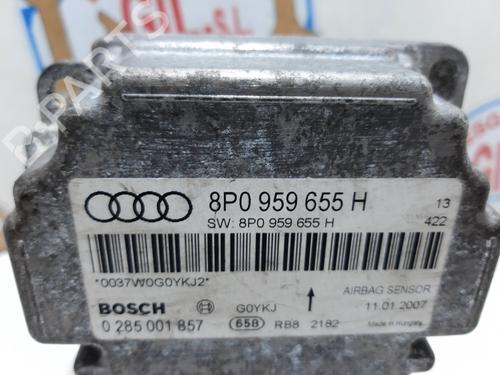 B-PARTS
8P0 959 655 H 13
SW: 8P0 959 655 H 422
*0037W0G0YKJ2*
AIRBAG SENSOR
BOSCH G0YKJ 11.01.2007
0 285 001 857 658 RB8 2182 Made in Hungary